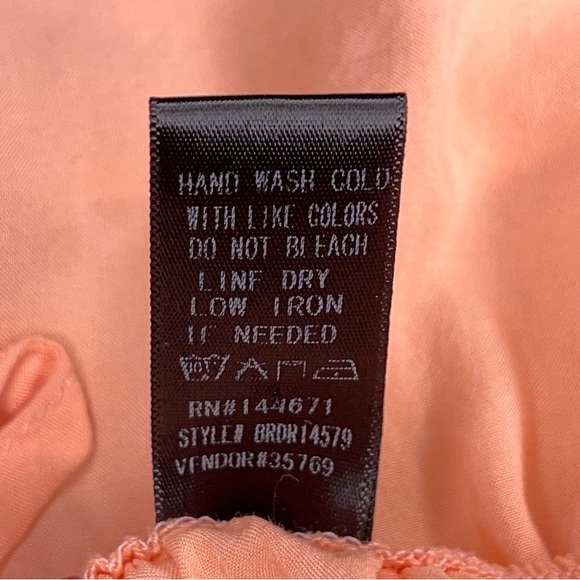 HAND WASH COLD
WITH LIKE COLORS
DO NOT BLEACH
LINE DRY
LOW IRON
IF NEEDED
RN#144671
STYLE# BRDR14579
VENDOR#35769